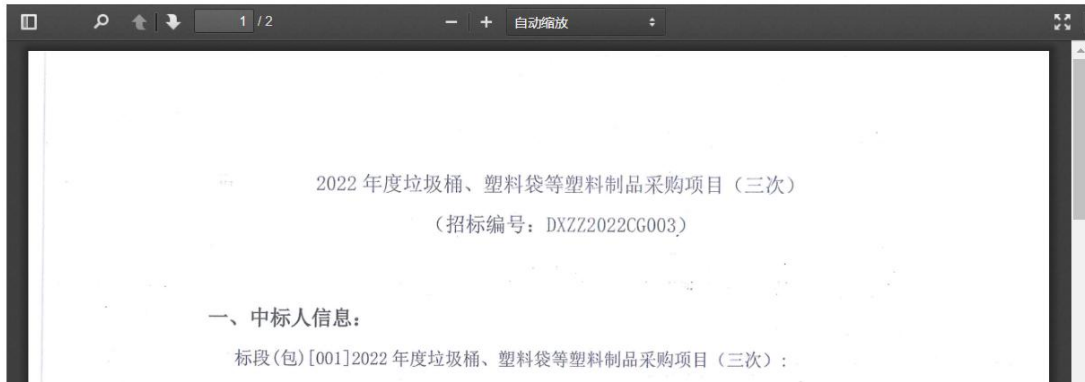 1 / 2 自动缩放
2022 年度垃圾桶、塑料袋等塑料制品采购项目（三次）
（招标编号：DXZZ2022CG003）
一、中标人信息：
标段(包)[001]2022 年度垃圾桶、塑料袋等塑料制品采购项目（三次）: